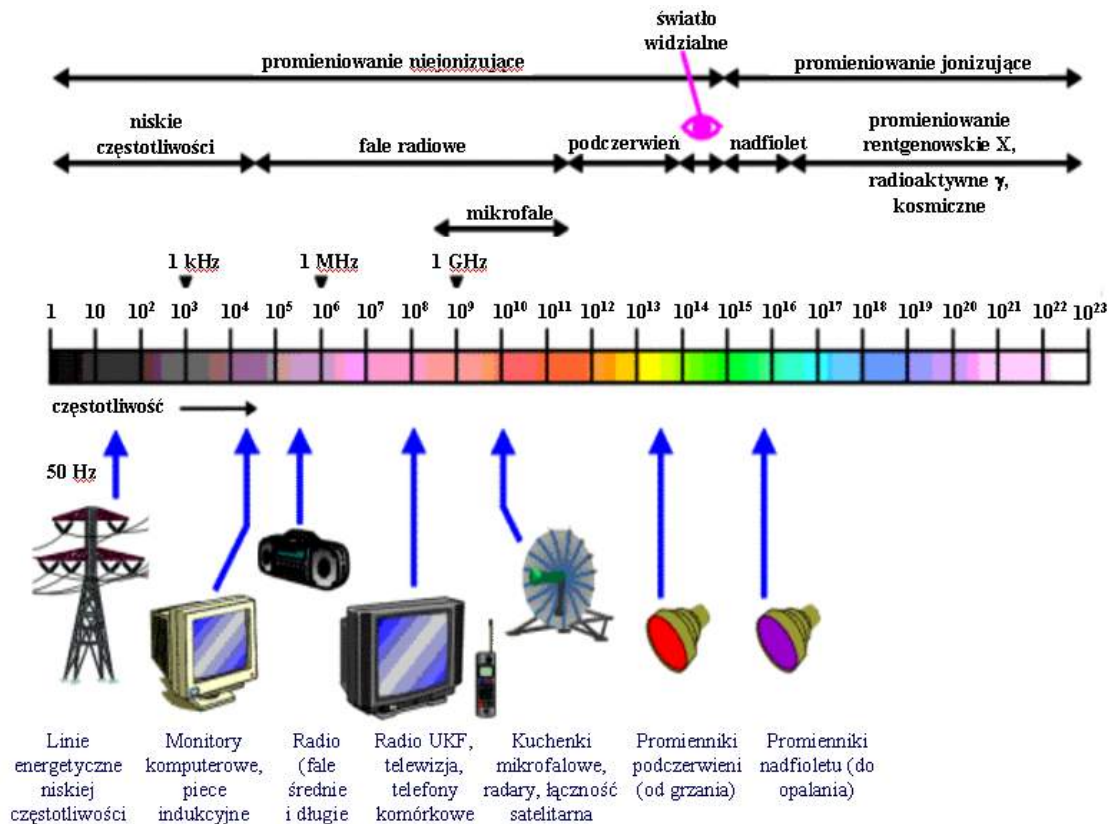 światło
widzialne
promieniowanie niejonizujące
promieniowanie jonizujące
niskie
częstotliwości
fale radiowe
podczerwień
nadfiolet
promieniowanie
rentgenowskie X,
radioaktywne γ,
kosmiczne
mikrofale
1 kHz
1 MHz
1 GHz
1 10 10² 10³ 10⁴ 10⁵ 10⁶ 10⁷ 10⁸ 10⁹ 10¹⁰ 10¹¹ 10¹² 10¹³ 10¹⁴ 10¹⁵ 10¹⁶ 10¹⁷ 10¹⁸ 10¹⁹ 10²⁰ 10²¹ 10²² 10²³
częstotliwość
50 Hz
Linie
energetyczne
niskiej
częstotliwości
Monitory
komputerowe,
piece
indukcyjne
Radio
(fale
średnie
i długie
Radio UKF,
telewizja,
telefony
komórkowe
Kuchenki
mikrofalowe,
radary, łączność
satelitarna
Promienniki
podczerwieni
(od grzania)
Promienniki
nadfioletu (do
opalania)